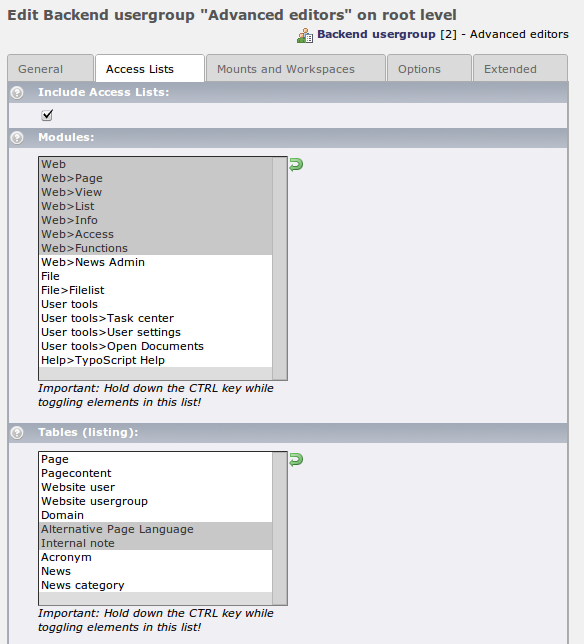 Edit Backend usergroup "Advanced editors" on root level
Backend usergroup [2] - Advanced editors
General
Access Lists
Mounts and Workspaces
Options
Extended
Include Access Lists:
Modules:
Web
Web>Page
Web>View
Web>List
Web>Info
Web>Access
Web>Functions
Web>News Admin
File
File>Filelist
User tools
User tools>Task center
User tools>User settings
User tools>Open Documents
Help>TypoScript Help
Important: Hold down the CTRL key while
toggling elements in this list!
Tables (listing):
Page
Pagecontent
Website user
Website usergroup
Domain
Alternative Page Language
Internal note
Acronym
News
News category
Important: Hold down the CTRL key while
toggling elements in this list!